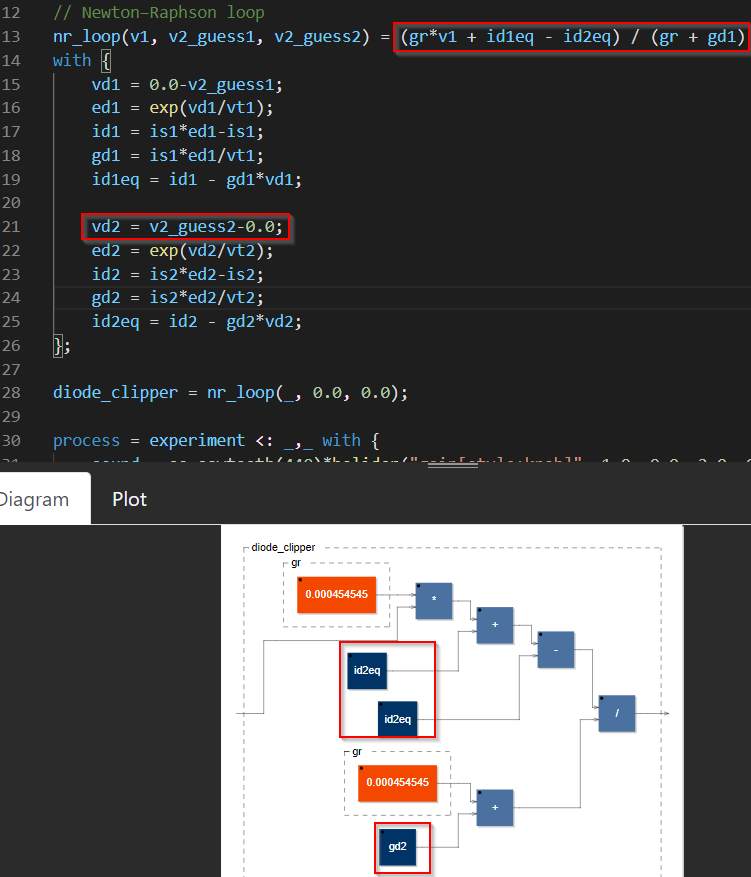 12 // Newton–Raphson loop
13 nr_loop(v1, v2_guess1, v2_guess2) = (gr*v1 + id1eq - id2eq) / (gr + gd1)
14 with {
15 vd1 = 0.0-v2_guess1;
16 ed1 = exp(vd1/vt1);
17 id1 = is1*ed1-is1;
18 gd1 = is1*ed1/vt1;
19 id1eq = id1 - gd1*vd1;
20
21 vd2 = v2_guess2-0.0;
22 ed2 = exp(vd2/vt2);
23 id2 = is2*ed2-is2;
24 gd2 = is2*ed2/vt2;
25 id2eq = id2 - gd2*vd2;
26 };
27
28 diode_clipper = nr_loop(_, 0.0, 0.0);
29
30 process = experiment <: _,_ with {
Diagram Plot
diode_clipper
gr
0.000454545
*
+
-
id2eq
id2eq
/
gr
0.000454545
+
gd2